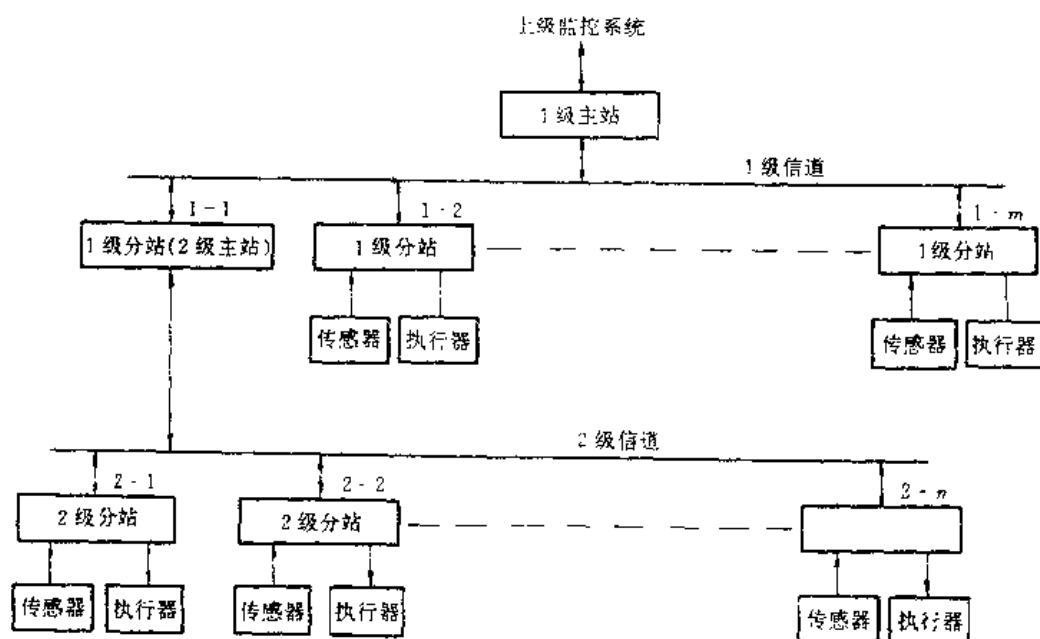 上级监控系统
1级主站
1级信道
1-1
1-2
1-m
1级分站(2级主站)
1级分站
1级分站
传感器
执行器
传感器
执行器
2级信道
2-1
2-2
2-n
2级分站
2级分站
传感器
执行器
传感器
执行器
传感器
执行器